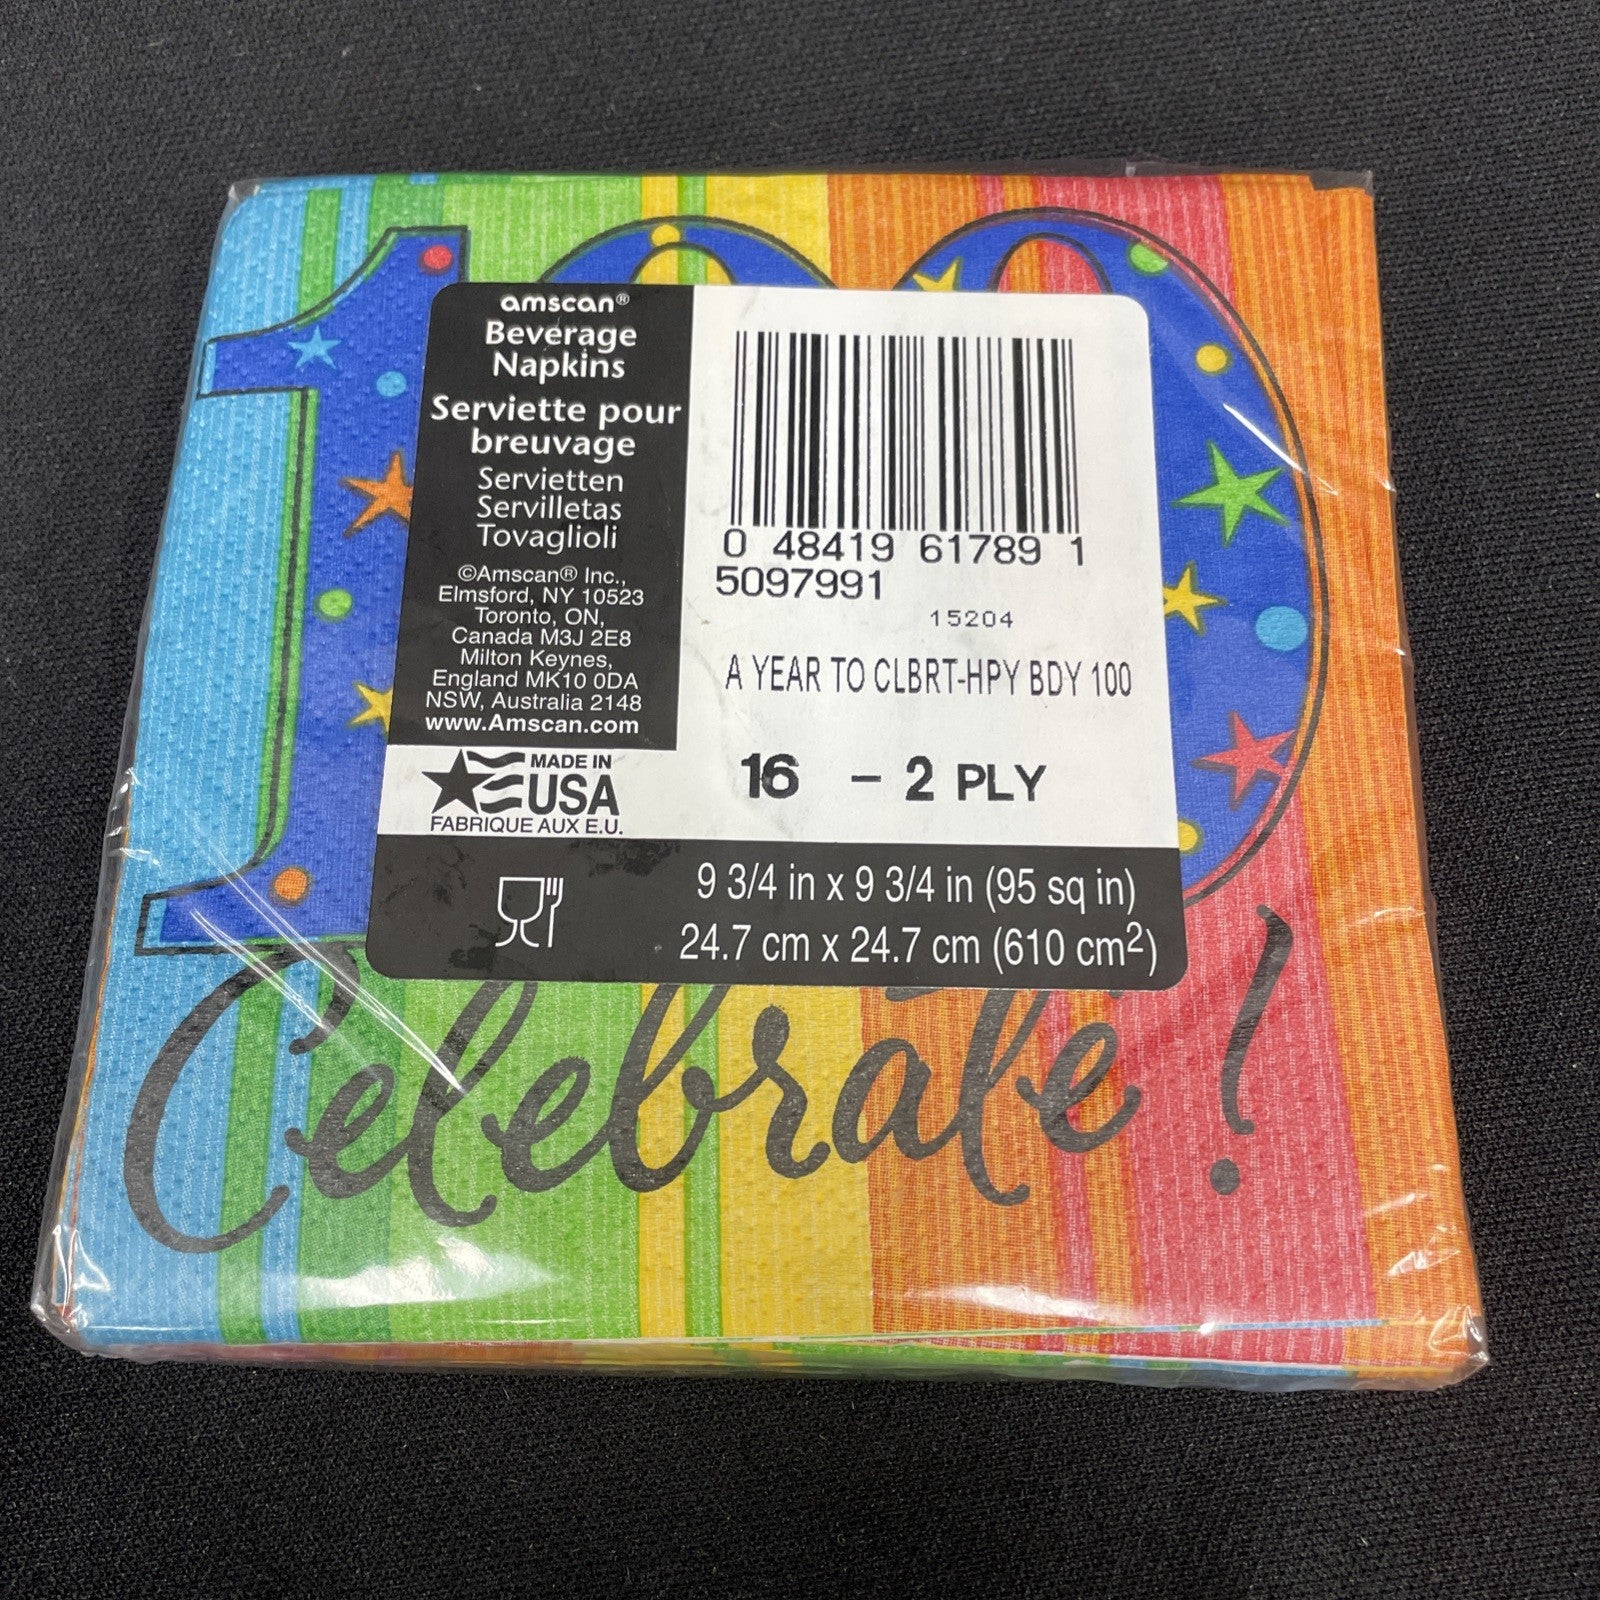 100
amscan®
Beverage
Napkins
Serviette pour
breuvage
Servietten
Servilletas
Tovaglioli
©Amscan® Inc.,
Elmsford, NY 10523
Toronto, ON,
Canada M3J 2E8
Milton Keynes,
England MK10 0DA
NSW, Australia 2148
www.Amscan.com
MADE IN
USA
FABRIQUE AUX E.U.
0 48419 61789 1
5097991
15204
A YEAR TO CLBRT-HPY BDY 100
16 - 2 PLY
9 3/4 in x 9 3/4 in (95 sq in)
24.7 cm x 24.7 cm (610 cm²)
Celebrate!